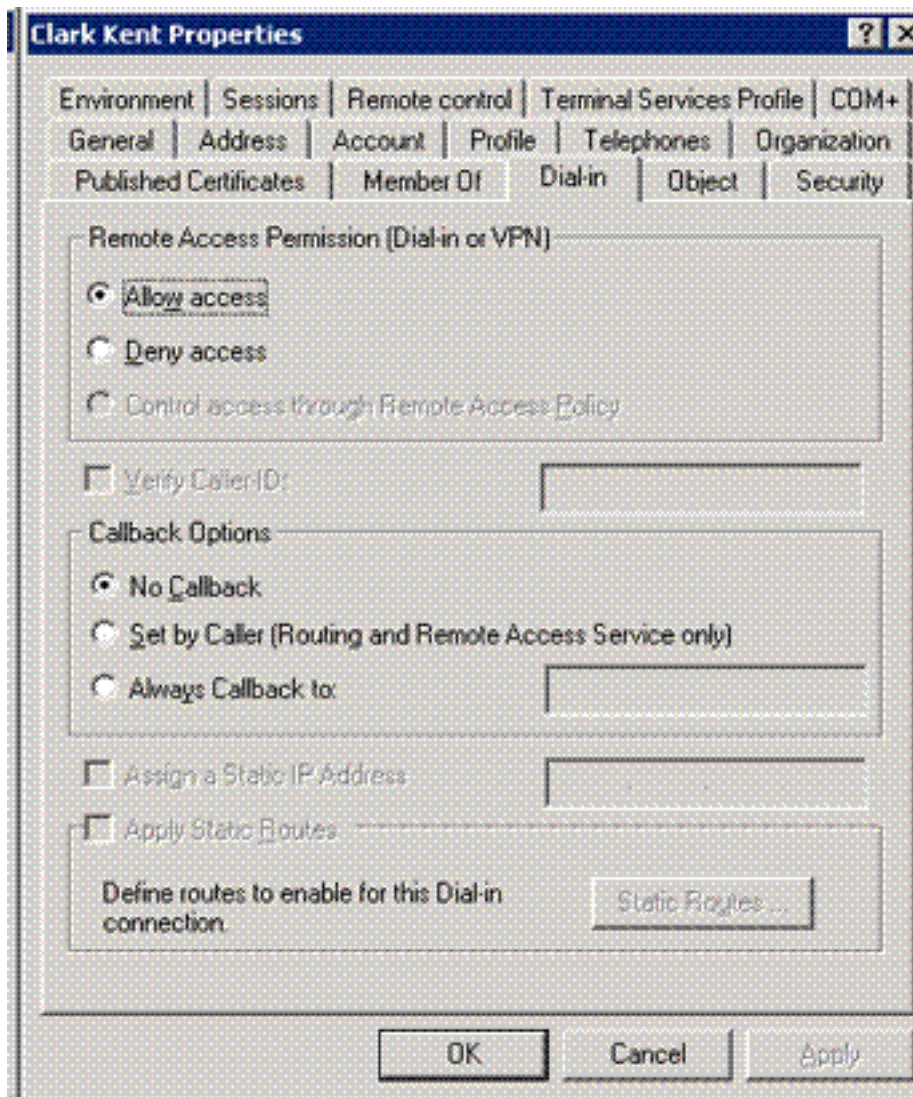 Clark Kent Properties
Environment Sessions Remote control Terminal Services Profile COM+
General Address Account Profile Telephones Organization
Published Certificates Member Of Dial-in Object Security
Remote Access Permission (Dial-in or VPN)
Allow access
Deny access
Control access through Remote Access Policy
Verify Caller-ID:
Callback Options
No Callback
Set by Caller (Routing and Remote Access Service only)
Always Callback to:
Assign a Static IP Address
Apply Static Routes
Define routes to enable for this Dial-in
connection.
Static Routes ...
OK Cancel Apply